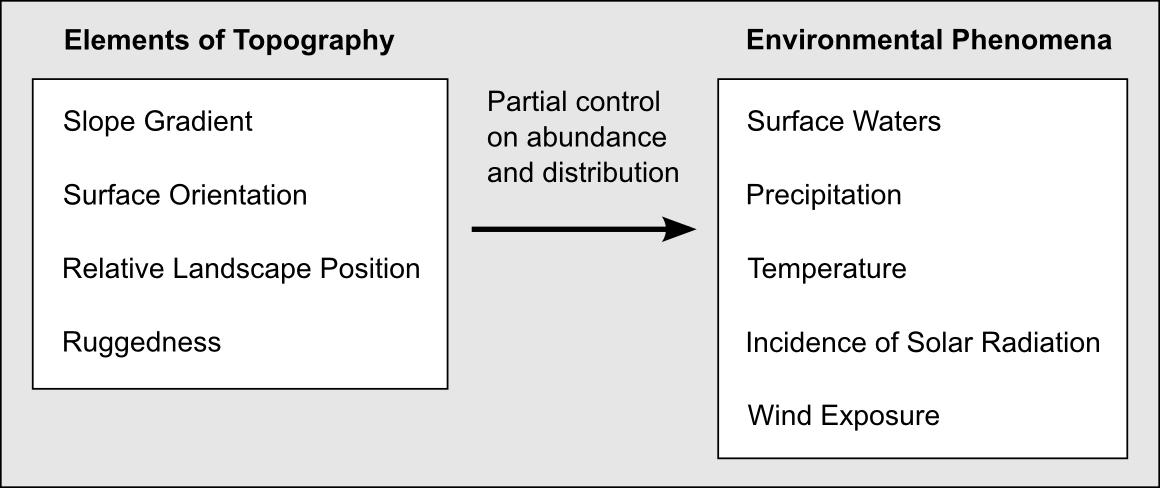 Elements of Topography
Slope Gradient
Surface Orientation
Relative Landscape Position
Ruggedness
Partial control
on abundance
and distribution
Environmental Phenomena
Surface Waters
Precipitation
Temperature
Incidence of Solar Radiation
Wind Exposure